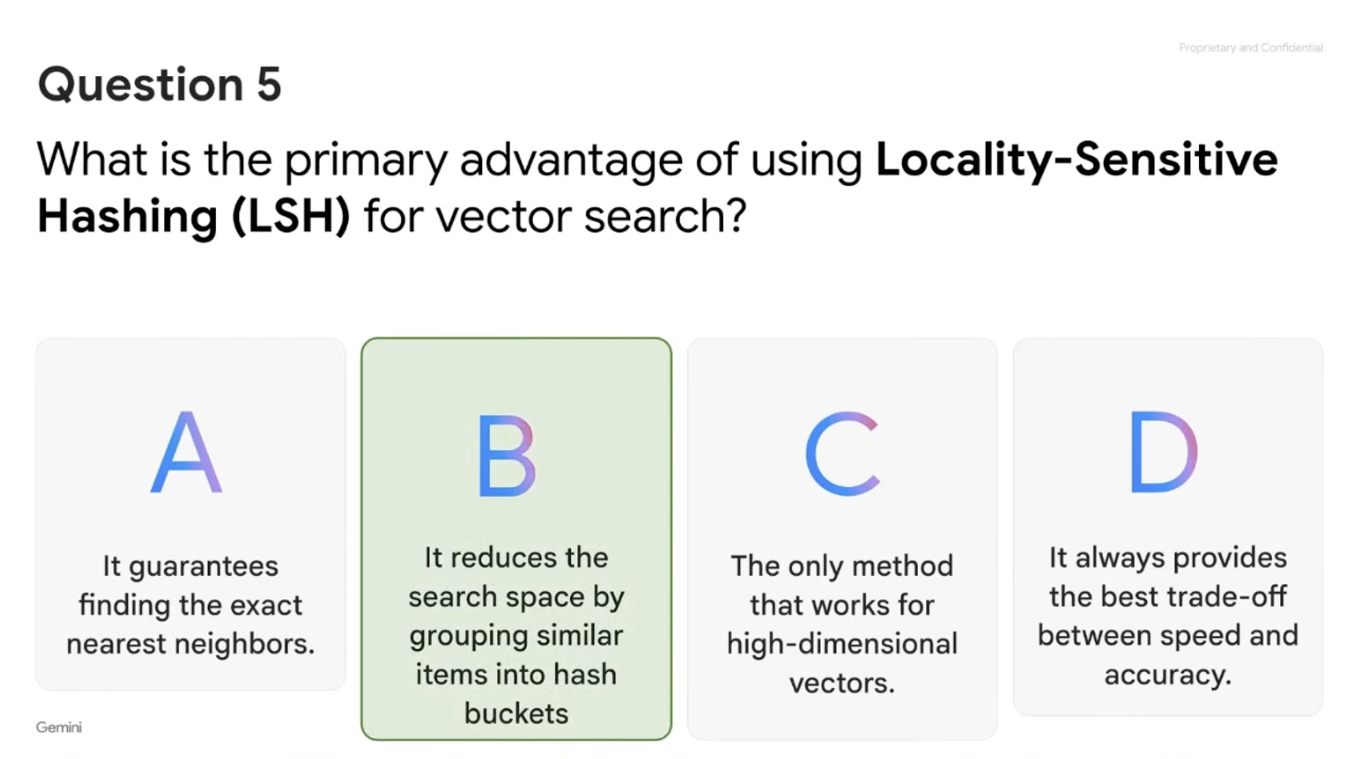 Proprietary and Confidential
Question 5
What is the primary advantage of using Locality-Sensitive
Hashing (LSH) for vector search?
A
It guarantees
finding the exact
nearest neighbors.
B
It reduces the
search space by
grouping similar
items into hash
buckets
C
The only method
that works for
high-dimensional
vectors.
D
It always provides
the best trade-off
between speed and
accuracy.
Gemini